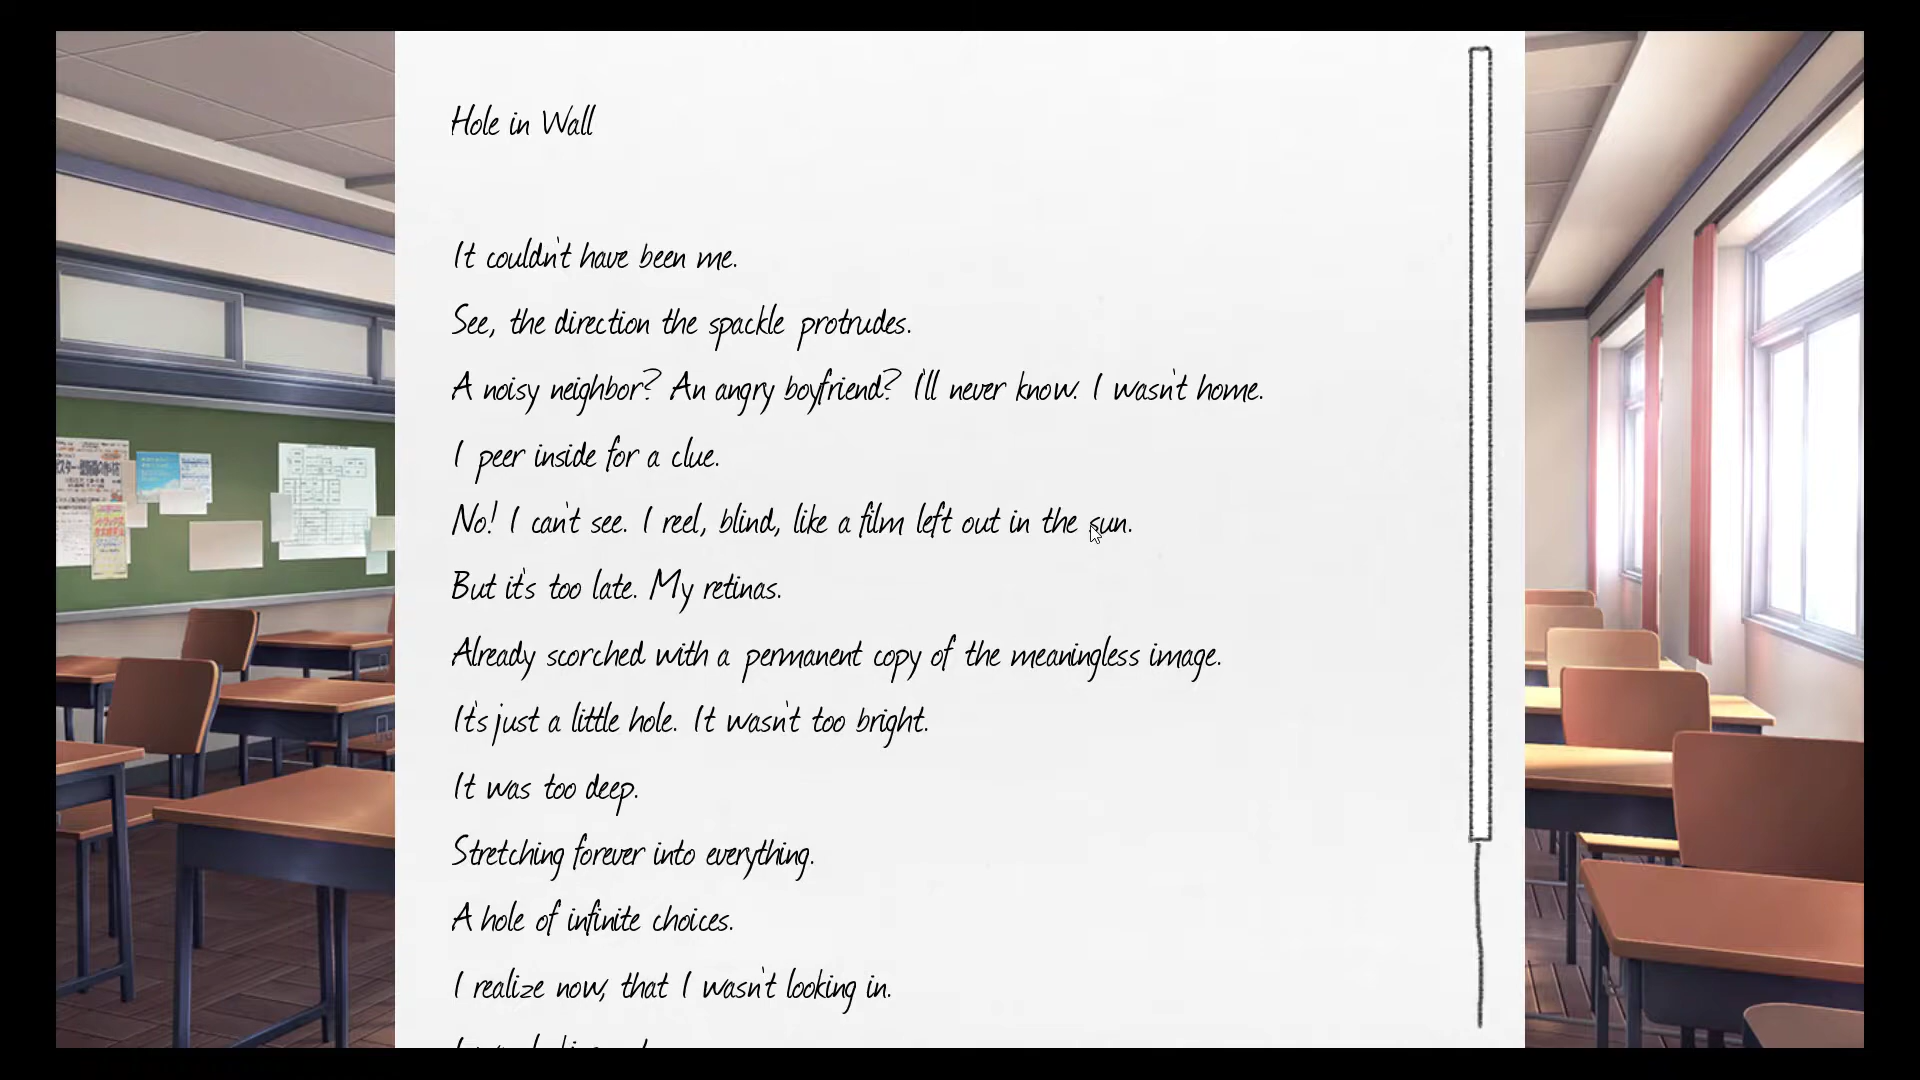 Hole in Wall
It couldn't have been me.
See, the direction the spackle protrudes.
A noisy neighbor? An angry boyfriend? I'll never know. I wasn't home.
I peer inside for a clue.
No! I can't see. I reel, blind, like a film left out in the sun.
But it's too late. My retinas.
Already scorched with a permanent copy of the meaningless image.
It's just a little hole. It wasn't too bright.
It was too deep.
Stretching forever into everything.
A hole of infinite choices.
I realize now, that I wasn't looking in.